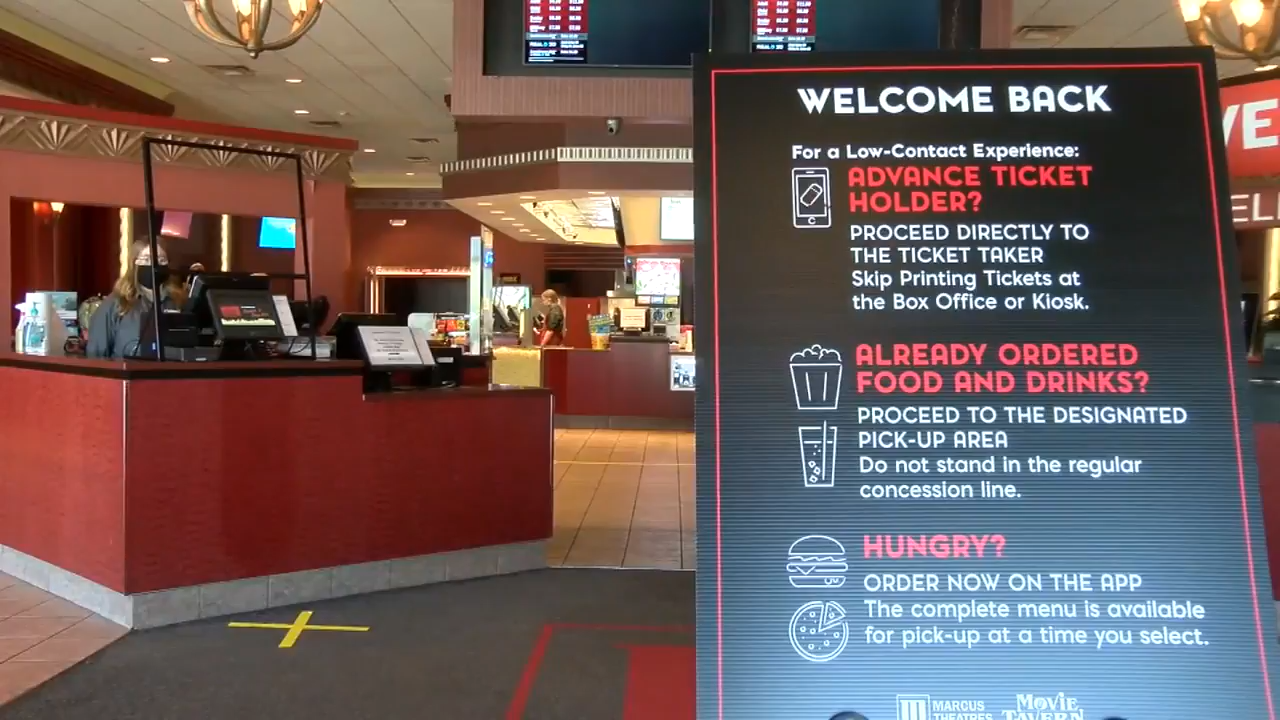 WELCOME BACK
For a Low-Contact Experience:
ADVANCE TICKET
HOLDER?
PROCEED DIRECTLY TO
THE TICKET TAKER
Skip Printing Tickets at
the Box Office or Kiosk.
ALREADY ORDERED
FOOD AND DRINKS?
PROCEED TO THE DESIGNATED
PICK-UP AREA
Do not stand in the regular
concession line.
HUNGRY?
ORDER NOW ON THE APP
The complete menu is available
for pick-up at a time you select.
MARCUS
THEATRES
MOVIE
TAVERN
VE
ELL